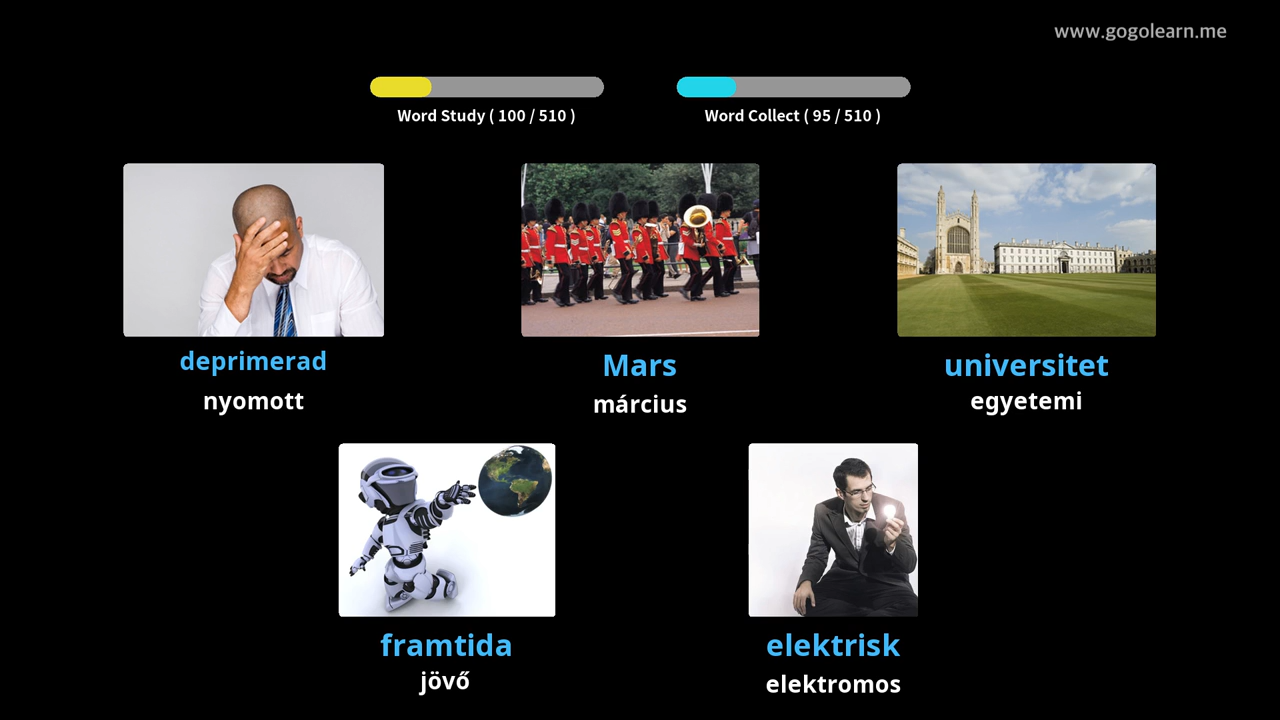 www.gogolearn.me
Word Study ( 100 / 510 )
Word Collect ( 95 / 510 )
deprimerad
nyomott
Mars
március
universitet
egyetemi
framtida
jövő
elektrisk
elektromos